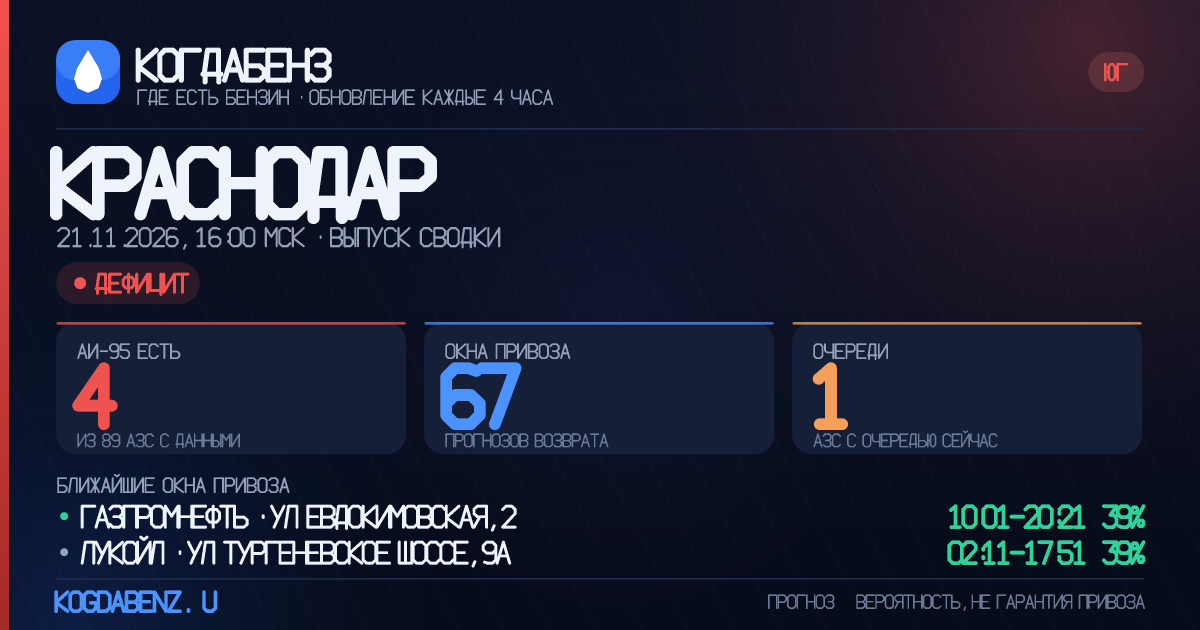 КОГДАБЕНЗ
ГДЕ ЕСТЬ БЕНЗИН · ОБНОВЛЕНИЕ КАЖДЫЕ 4 ЧАСА
ЮГ
КРАСНОДАР
21.11.2026, 16:00 МСК · ВЫПУСК СВОДКИ
• ДЕФИЦИТ
АИ-95 ЕСТЬ
4
ИЗ 89 АЗС С ДАННЫМИ
ОКНА ПРИВОЗА
67
ПРОГНОЗОВ ВОЗВРАТА
ОЧЕРЕДИ
1
АЗС С ОЧЕРЕДЬЮ СЕЙЧАС
БЛИЖАЙШИЕ ОКНА ПРИВОЗА
• ГАЗПРОМНЕФТЬ · УЛ ЕВДОКИМОВСКАЯ, 2 10:01-20:21 39%
• ЛУКОЙЛ · УЛ ТУРГЕНЕВСКОЕ ШОССЕ, 9А 02:11-17:51 39%
KOGDABENZ. U
ПРОГНОЗ ВЕРОЯТНОСТЬ, НЕ ГАРАНТИЯ ПРИВОЗА